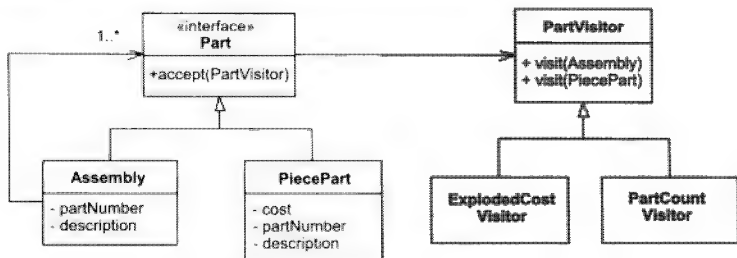 «interface»
Part
+accept(PartVisitor)
1..*
PartVisitor
+ visit(Assembly)
+ visit(PiecePart)
Assembly
- partNumber
- description
PiecePart
- cost
- partNumber
- description
ExplodedCost
Visitor
PartCount
Visitor